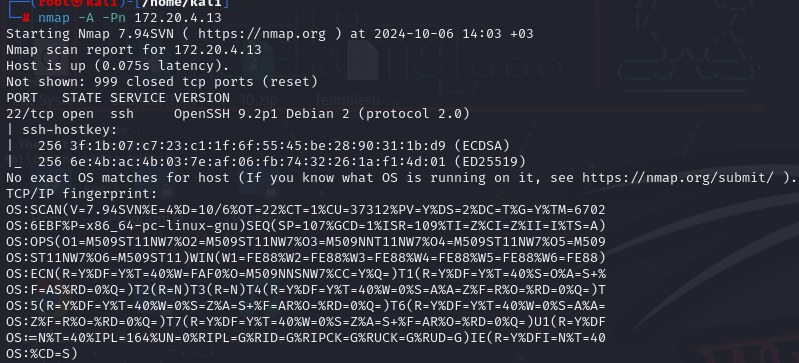 (root㉿kali)-[/home/kali]
# nmap -A -Pn 172.20.4.13
Starting Nmap 7.94SVN ( https://nmap.org ) at 2024-10-06 14:03 +03
Nmap scan report for 172.20.4.13
Host is up (0.075s latency).
Not shown: 999 closed tcp ports (reset)
PORT   STATE SERVICE VERSION
22/tcp open  ssh     OpenSSH 9.2p1 Debian 2 (protocol 2.0)
| ssh-hostkey:
|   256 3f:1b:07:c7:23:c1:1f:6f:55:45:be:28:90:31:1b:d9 (ECDSA)
|_  256 6e:4b:ac:4b:03:7e:af:06:fb:74:32:26:1a:f1:4d:01 (ED25519)
No exact OS matches for host (If you know what OS is running on it, see https://nmap.org/submit/ ).
TCP/IP fingerprint:
OS:SCAN(V=7.94SVN%E=4%D=10/6%OT=22%CT=1%CU=37312%PV=Y%DS=2%DC=T%G=Y%TM=6702
OS:6EBF%P=x86_64-pc-linux-gnu)SEQ(SP=107%GCD=1%ISR=109%TI=Z%CI=Z%II=I%TS=A)
OS:OPS(O1=M509ST11NW7%O2=M509ST11NW7%O3=M509NNT11NW7%O4=M509ST11NW7%O5=M509
OS:ST11NW7%O6=M509ST11)WIN(W1=FE88%W2=FE88%W3=FE88%W4=FE88%W5=FE88%W6=FE88)
OS:ECN(R=Y%DF=Y%T=40%W=FAF0%O=M509NNSNW7%CC=Y%Q=)T1(R=Y%DF=Y%T=40%S=O%A=S+%
OS:F=AS%RD=0%Q=)T2(R=N)T3(R=N)T4(R=Y%DF=Y%T=40%W=0%S=A%A=Z%F=R%O=%RD=0%Q=)T
OS:5(R=Y%DF=Y%T=40%W=0%S=Z%A=S+%F=AR%O=%RD=0%Q=)T6(R=Y%DF=Y%T=40%W=0%S=A%A=
OS:Z%F=R%O=%RD=0%Q=)T7(R=Y%DF=Y%T=40%W=0%S=Z%A=S+%F=AR%O=%RD=0%Q=)U1(R=Y%DF
OS:=N%T=40%IPL=164%UN=0%RIPL=G%RID=G%RIPCK=G%RUCK=G%RUD=G)IE(R=Y%DFI=N%T=40
OS:%CD=S)